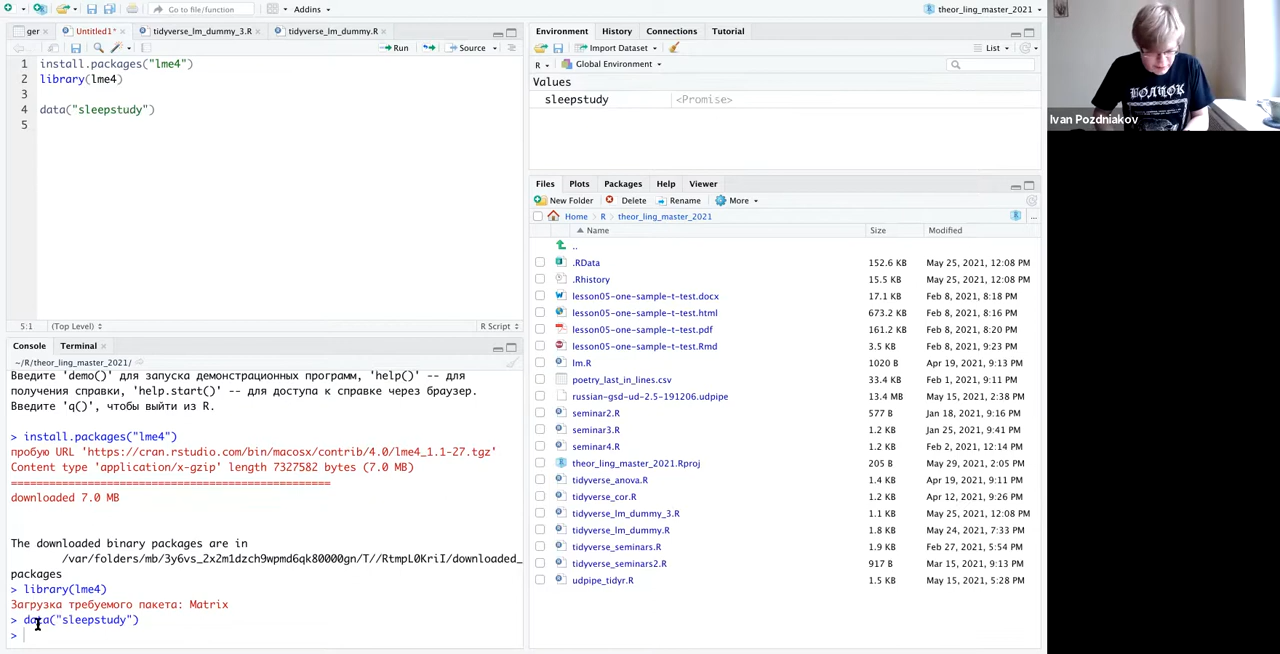 Go to file/function
Addins
theor_ling_master_2021
ger
Untitled1*
tidyverse_lm_dummy_3.R
tidyverse_lm_dummy.R
Run
Source
1 install.packages("lme4")
2 library(lme4)
3
4 data("sleepstudy")
5
5:1
(Top Level)
R Script
Environment
History
Connections
Tutorial
Import Dataset
List
R
Global Environment
Values
sleepstudy
<Promise>
Files
Plots
Packages
Help
Viewer
New Folder
Delete
Rename
More
Home
R
theor_ling_master_2021
...
Name
Size
Modified
..
.RData 152.6 KB May 25, 2021, 12:08 PM
.Rhistory 15.5 KB May 25, 2021, 12:08 PM
lesson05-one-sample-t-test.docx 17.1 KB Feb 8, 2021, 8:18 PM
lesson05-one-sample-t-test.html 673.2 KB Feb 8, 2021, 8:16 PM
lesson05-one-sample-t-test.pdf 161.2 KB Feb 8, 2021, 8:20 PM
lesson05-one-sample-t-test.Rmd 3.5 KB Feb 8, 2021, 9:23 PM
lm.R 1020 B Apr 19, 2021, 9:13 PM
poetry_last_in_lines.csv 33.4 KB Feb 1, 2021, 9:11 PM
russian-gsd-ud-2.5-191206.udpipe 13.4 MB May 15, 2021, 2:38 PM
seminar2.R 577 B Jan 18, 2021, 9:16 PM
seminar3.R 1.2 KB Jan 25, 2021, 9:41 PM
seminar4.R 1.2 KB Feb 2, 2021, 12:14 PM
theor_ling_master_2021.Rproj 205 B May 29, 2021, 2:05 PM
tidyverse_anova.R 1.4 KB Apr 19, 2021, 9:11 PM
tidyverse_cor.R 1.2 KB Apr 12, 2021, 9:26 PM
tidyverse_lm_dummy_3.R 1.1 KB May 25, 2021, 12:08 PM
tidyverse_lm_dummy.R 1.8 KB May 24, 2021, 7:33 PM
tidyverse_seminars.R 1.9 KB Feb 27, 2021, 5:54 PM
tidyverse_seminars2.R 917 B Mar 15, 2021, 9:13 PM
udpipe_tidyr.R 1.5 KB May 15, 2021, 5:28 PM
Console
Terminal
~/R/theor_ling_master_2021/
Введите 'demo()' для запуска демонстрационных программ, 'help()' -- для
получения справки, 'help.start()' -- для доступа к справке через браузер.
Введите 'q()', чтобы выйти из R.
> install.packages("lme4")
пробую URL 'https://cran.rstudio.com/bin/macosx/contrib/4.0/lme4_1.1-27.tgz'
Content type 'application/x-gzip' length 7327582 bytes (7.0 MB)
==================================================
downloaded 7.0 MB
The downloaded binary packages are in
/var/folders/mb/3y6vs_2x2m1dzch9wpmd6qk80000gn/T//RtmpL0KriI/downloaded_
packages
> library(lme4)
Загрузка требуемого пакета: Matrix
> data("sleepstudy")
>
ВОЛЧОК
Ivan Pozdniakov